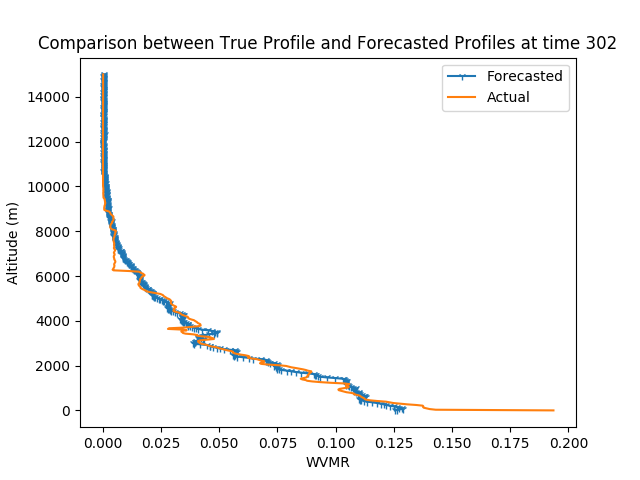 Comparison between True Profile and Forecasted Profiles at time 302
Forecasted
Actual
Altitude (m)
14000
12000
10000
8000
6000
4000
2000
0
0.000 0.025 0.050 0.075 0.100 0.125 0.150 0.175 0.200
WVMR